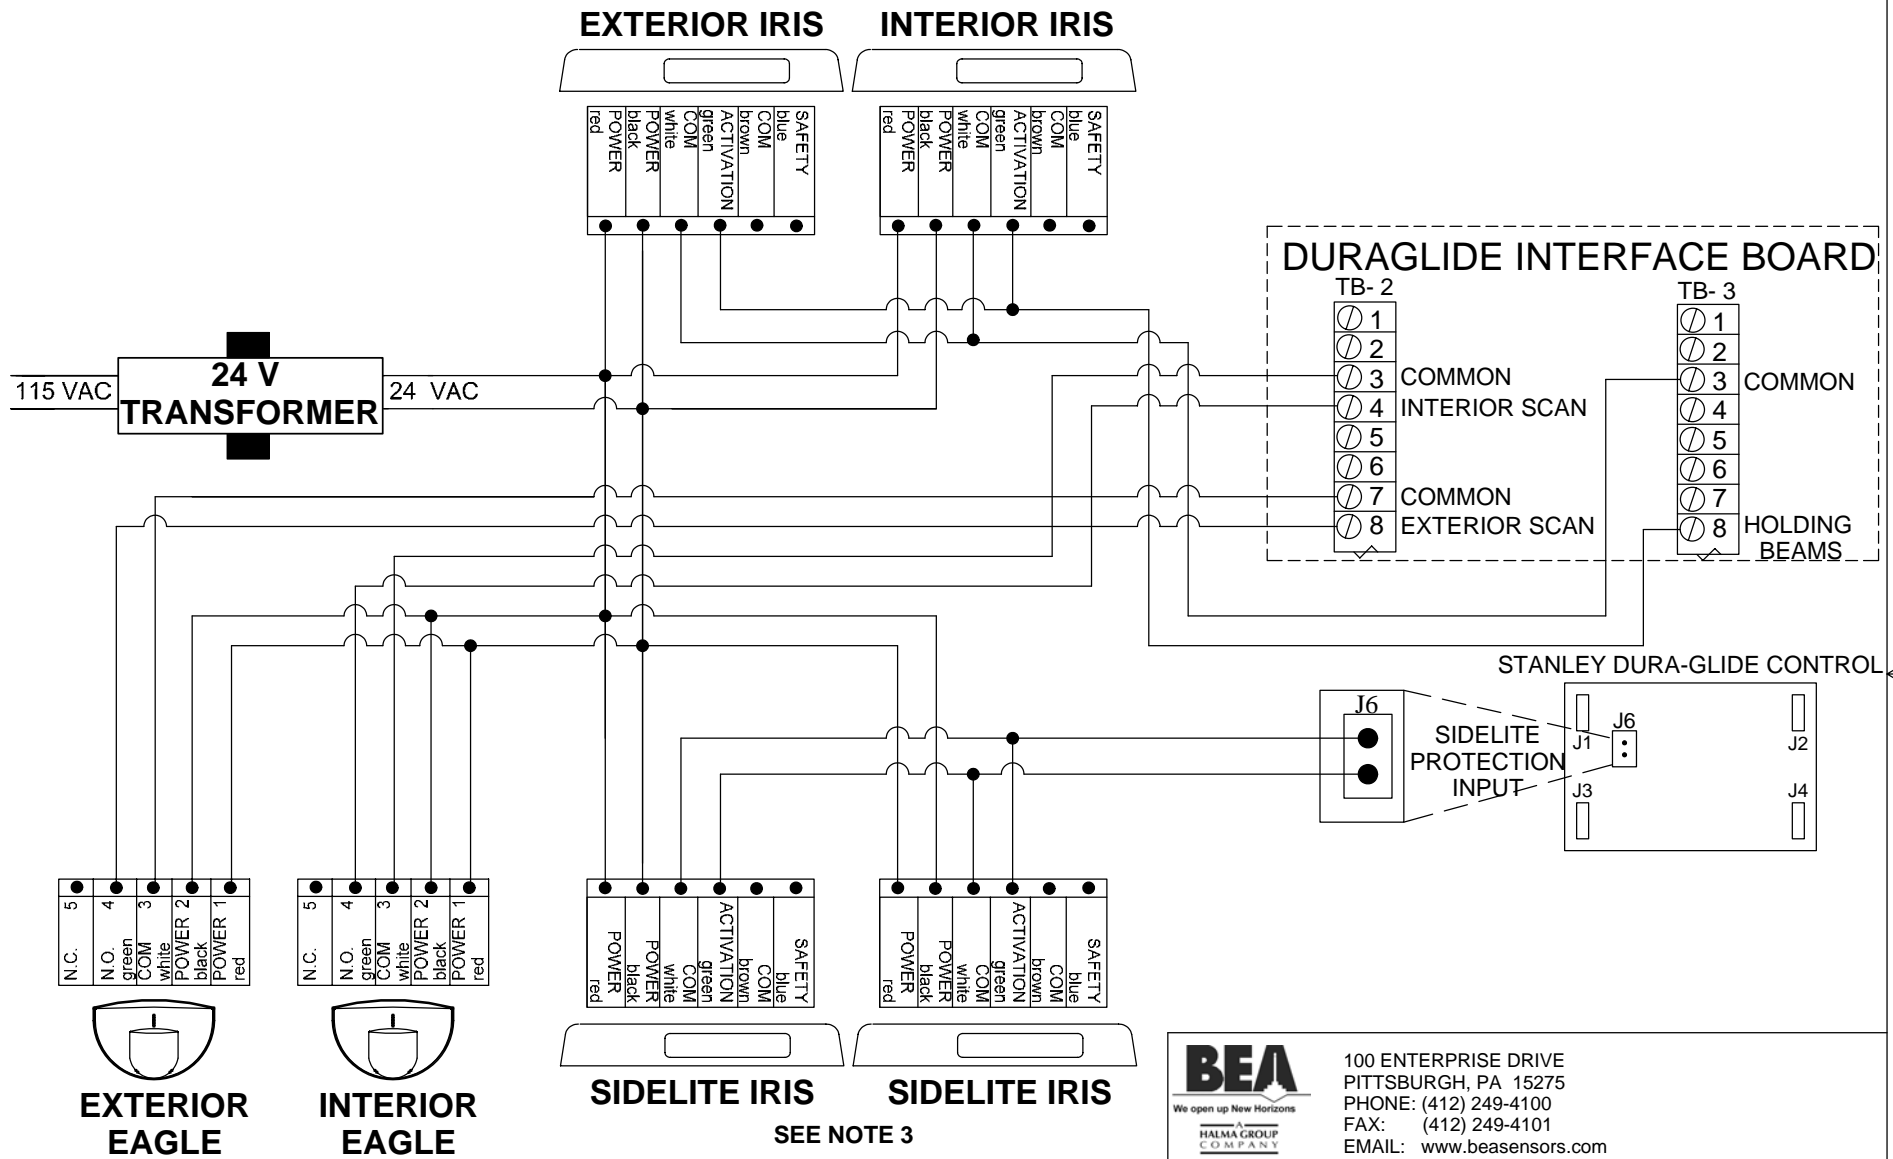 EXTERIOR IRIS
INTERIOR IRIS
red
POWER
black
POWER
white
COM
green
ACTIVATION
brown
COM
blue
SAFETY
red
POWER
black
POWER
white
COM
green
ACTIVATION
brown
COM
blue
SAFETY
DURAGLIDE INTERFACE BOARD
TB- 2
1
2
3 COMMON
4 INTERIOR SCAN
5
6
7 COMMON
8 EXTERIOR SCAN
TB- 3
1
2
3 COMMON
4
5
6
7
8 HOLDING
BEAMS
115 VAC
24 V
TRANSFORMER
24 VAC
STANLEY DURA-GLIDE CONTROL
J6
SIDELITE
PROTECTION
INPUT
J1
J6
J2
J3
J4
5
N.C.
4
N.O.
green
3
COM
white
POWER 2
black
POWER 1
red
EXTERIOR
EAGLE
5
N.C.
4
N.O.
green
3
COM
white
POWER 2
black
POWER 1
red
INTERIOR
EAGLE
red
POWER
black
POWER
white
COM
green
ACTIVATION
brown
COM
blue
SAFETY
SIDELITE IRIS
red
POWER
black
POWER
white
COM
green
ACTIVATION
brown
COM
blue
SAFETY
SIDELITE IRIS
SEE NOTE 3
BEA
We open up New Horizons
A
HALMA GROUP
COMPANY
100 ENTERPRISE DRIVE
PITTSBURGH, PA 15275
PHONE: (412) 249-4100
FAX: (412) 249-4101
EMAIL: www.beasensors.com